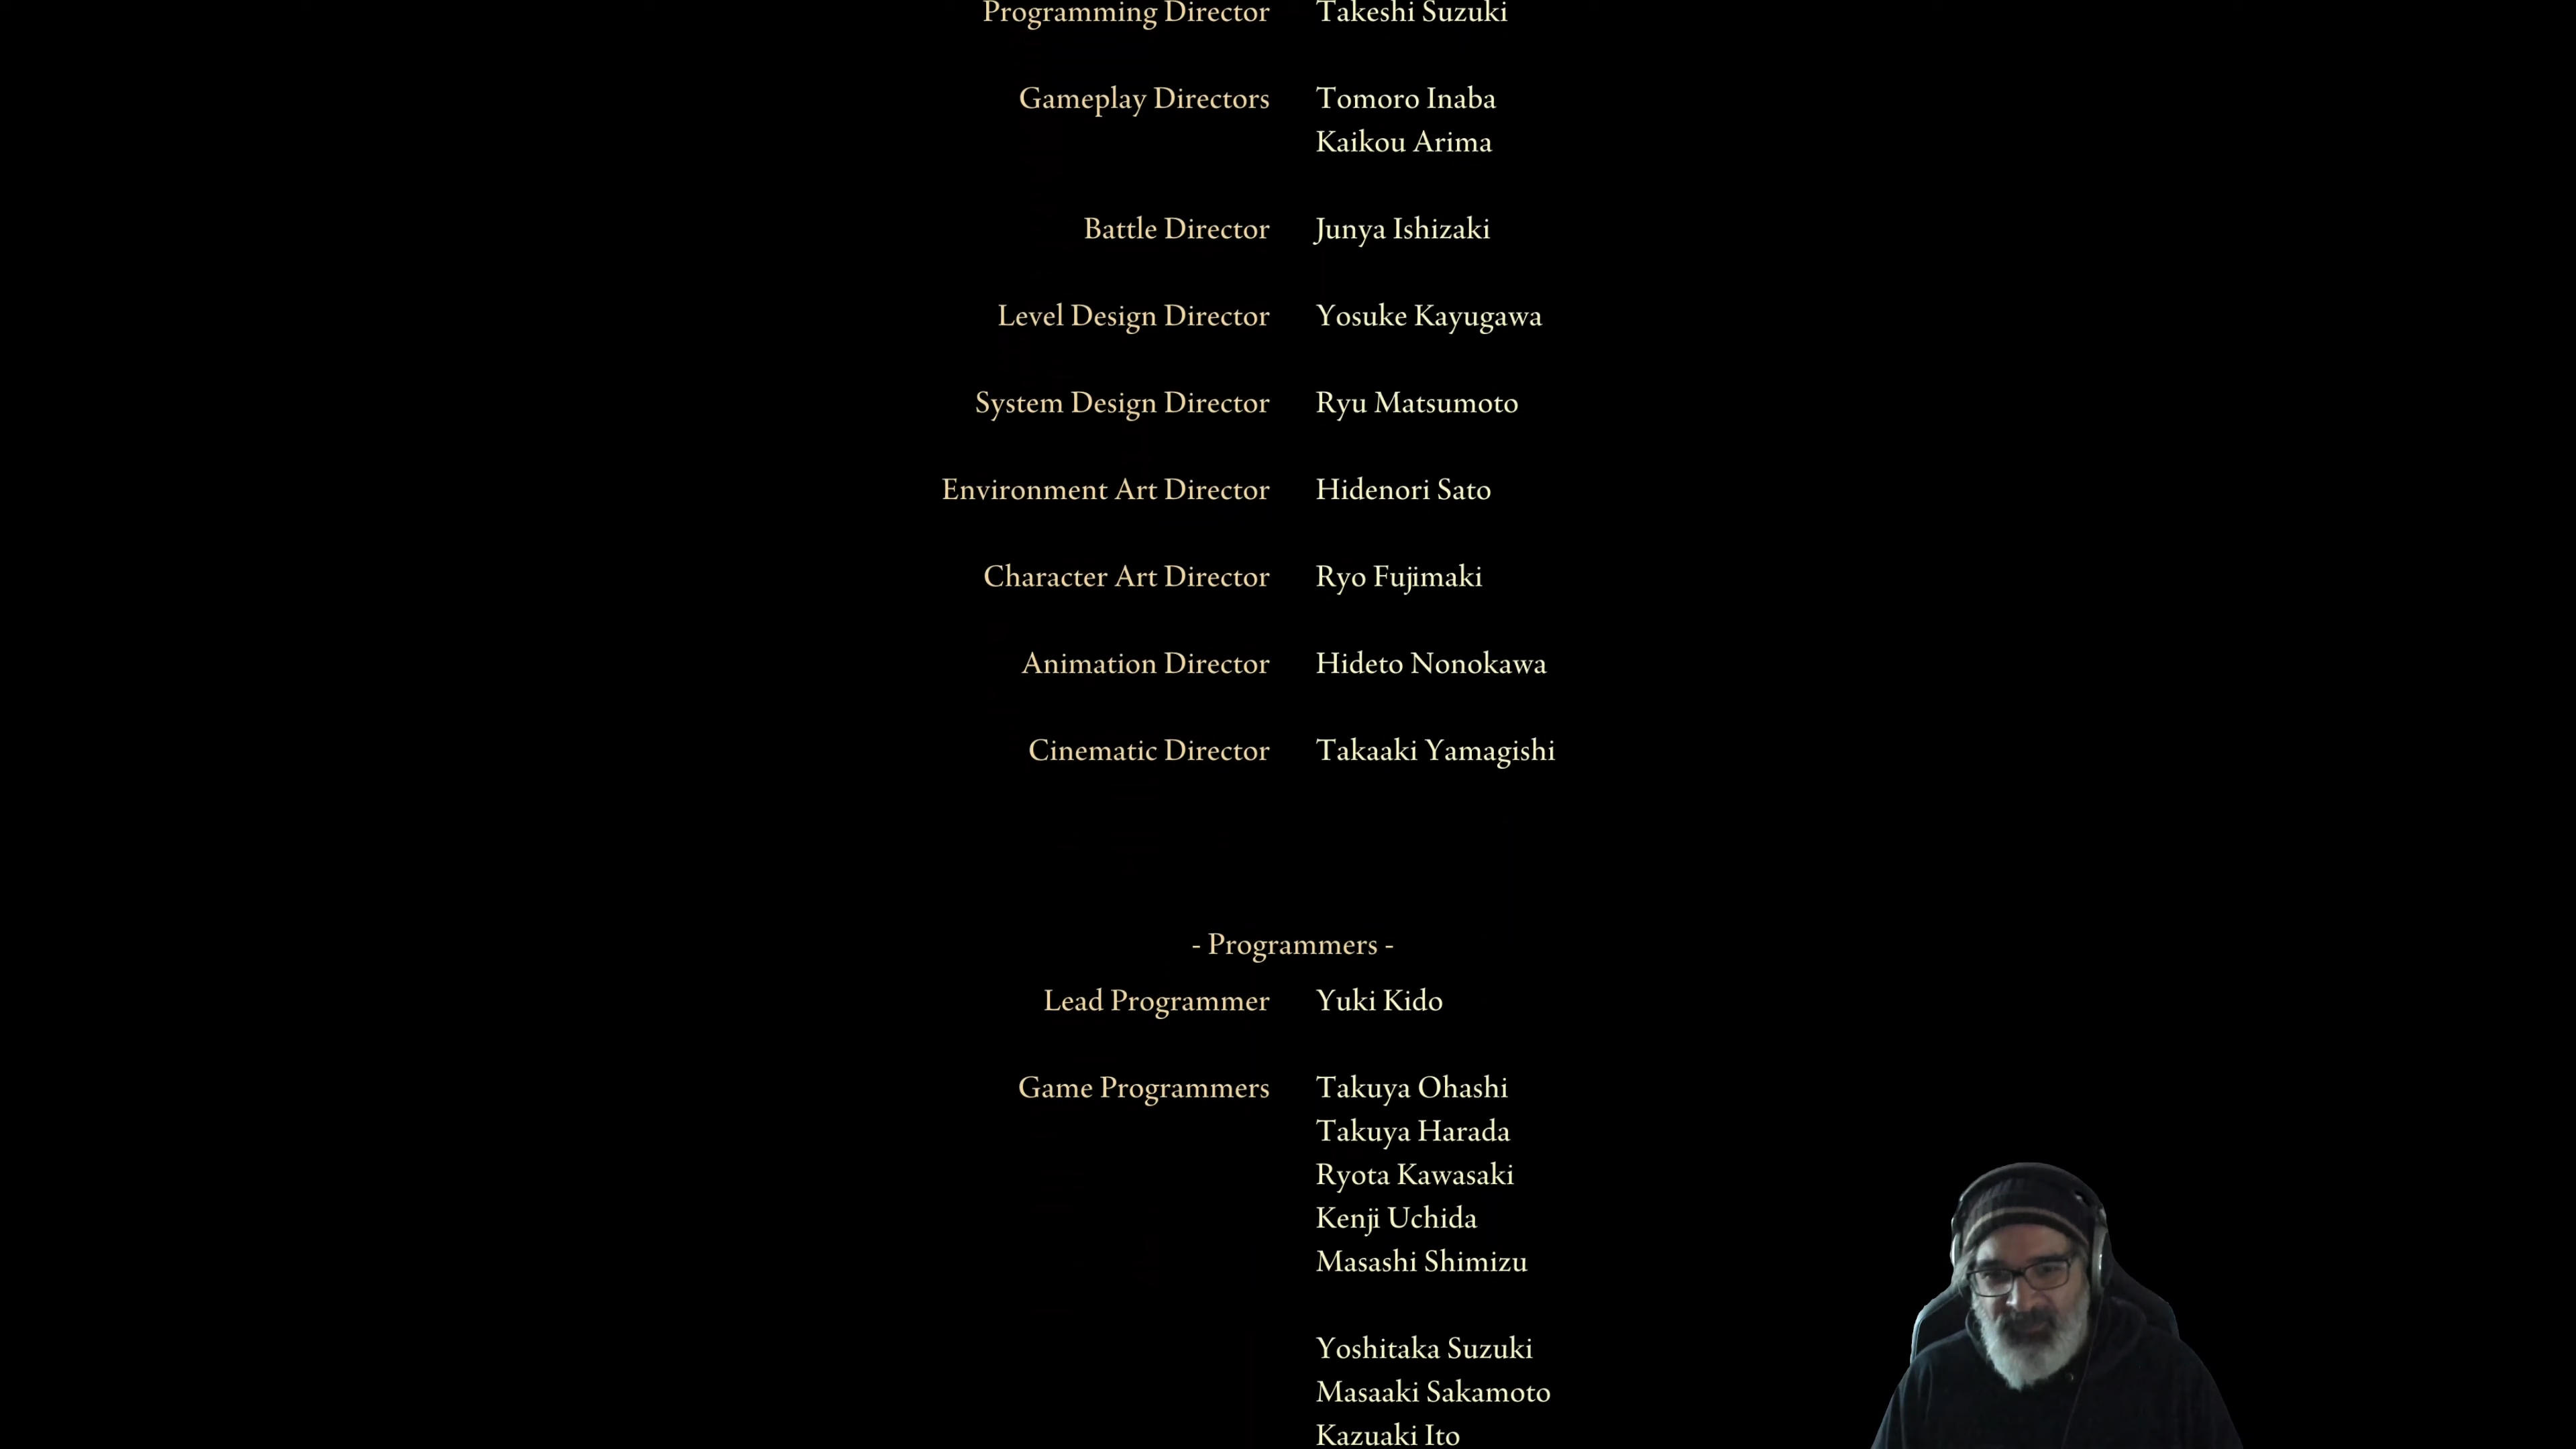 Programming Director Takeshi Suzuki
Gameplay Directors Tomoro Inaba
Kaikou Arima
Battle Director Junya Ishizaki
Level Design Director Yosuke Kayugawa
System Design Director Ryu Matsumoto
Environment Art Director Hidenori Sato
Character Art Director Ryo Fujimaki
Animation Director Hideto Nonokawa
Cinematic Director Takaaki Yamagishi
- Programmers -
Lead Programmer Yuki Kido
Game Programmers Takuya Ohashi
Takuya Harada
Ryota Kawasaki
Kenji Uchida
Masashi Shimizu
Yoshitaka Suzuki
Masaaki Sakamoto
Kazuaki Ito